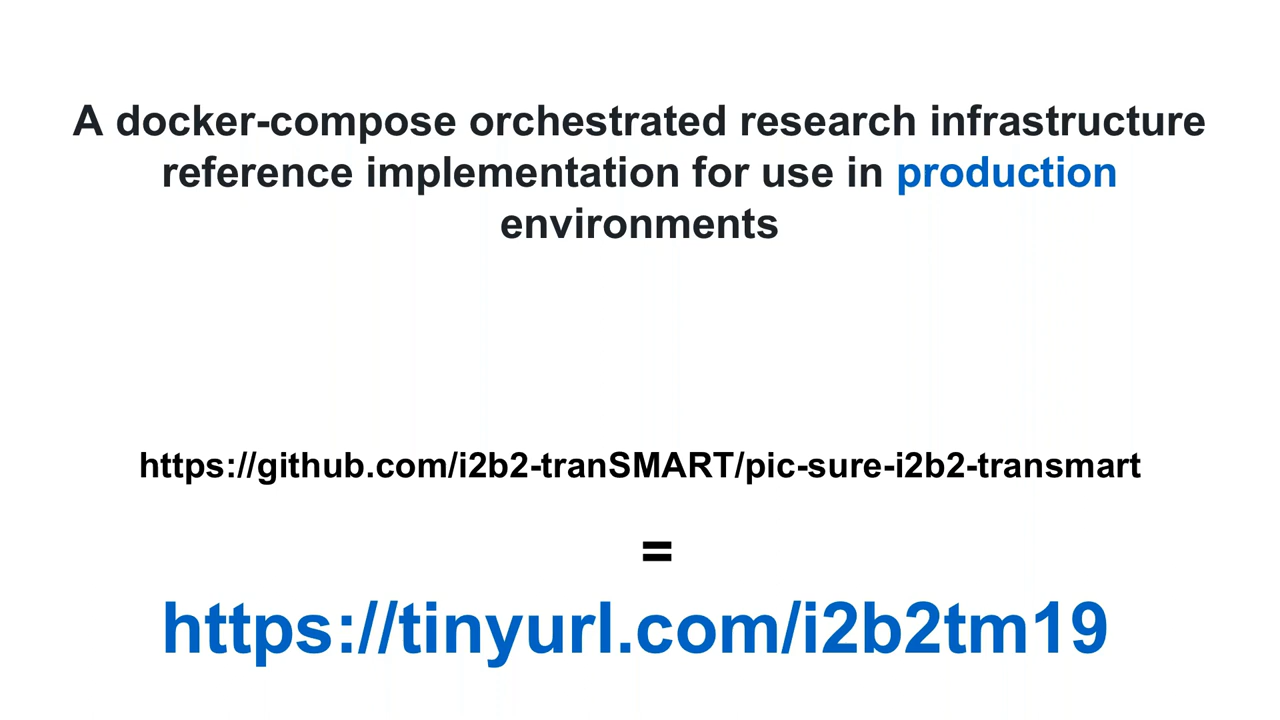 A docker-compose orchestrated research infrastructure
reference implementation for use in production
environments
https://github.com/i2b2-tranSMART/pic-sure-i2b2-transmart
=
https://tinyurl.com/i2b2tm19